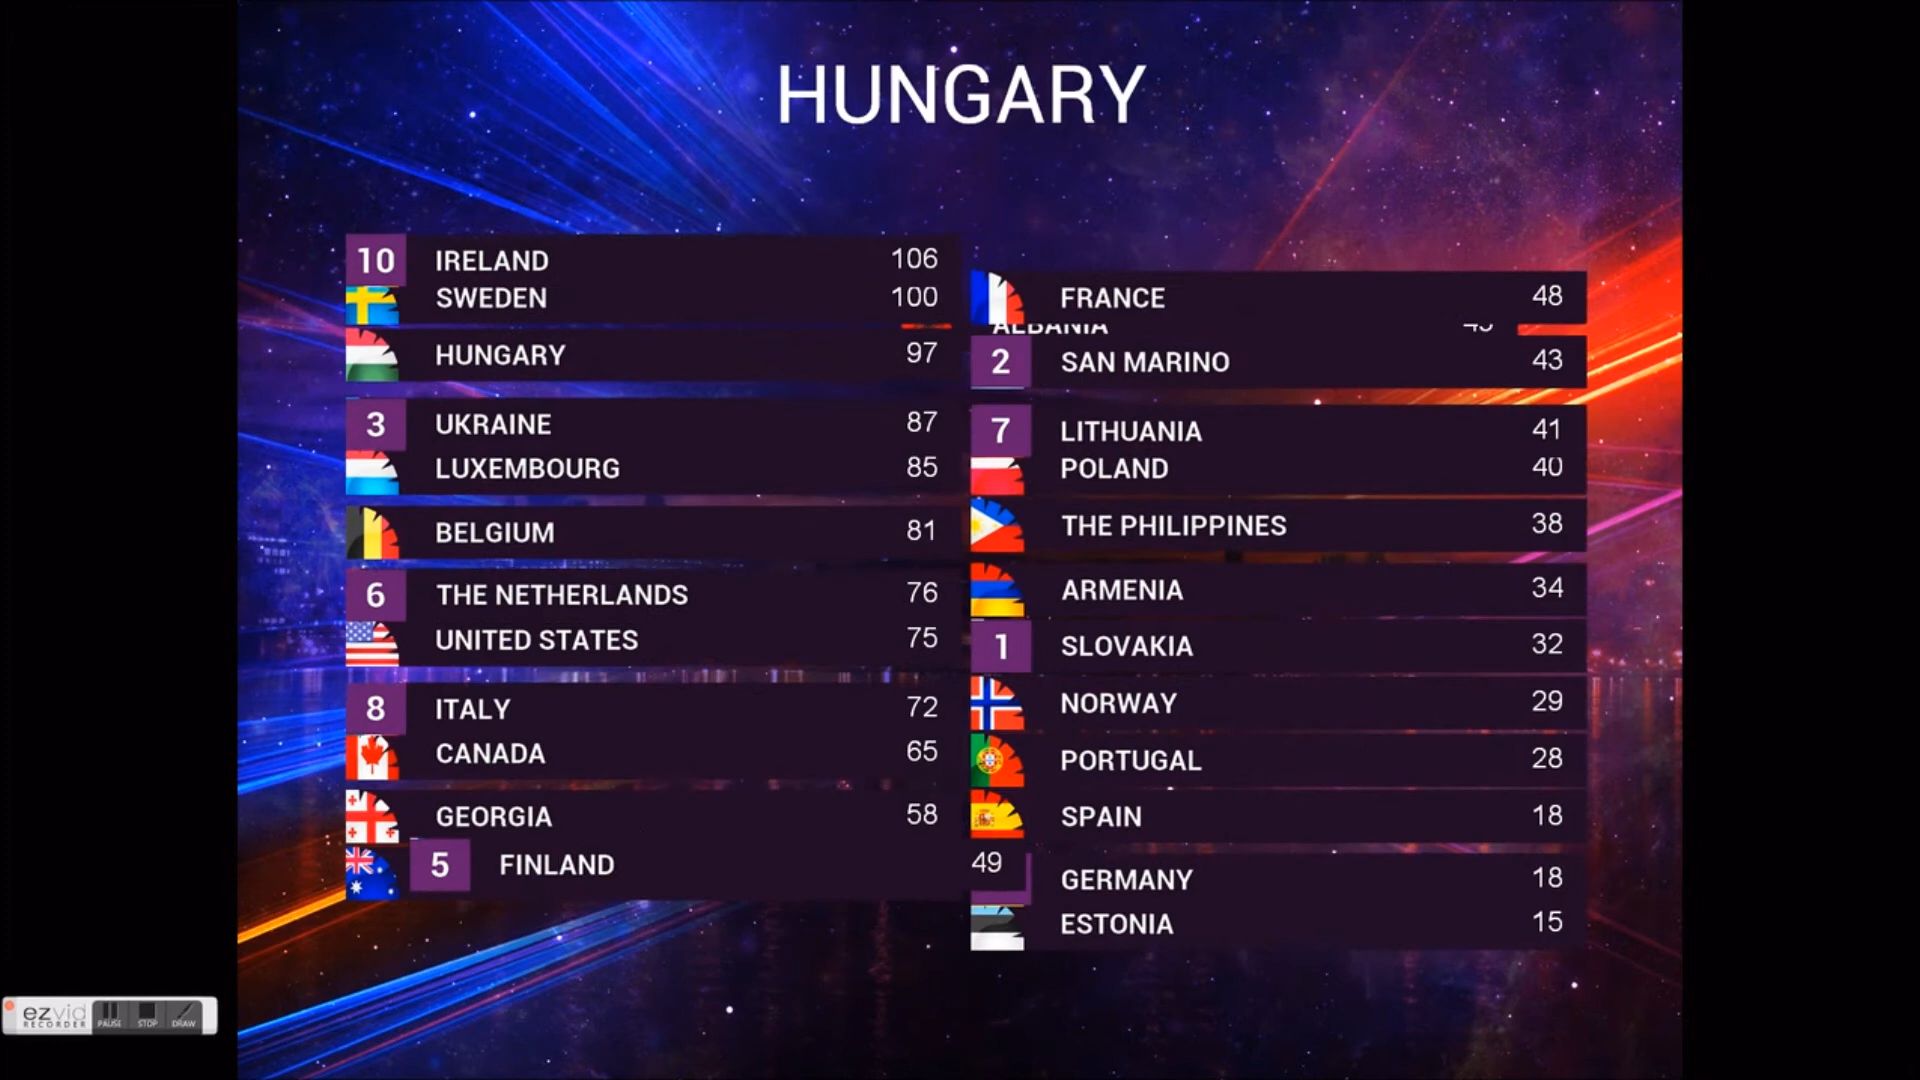 HUNGARY
10 IRELAND 106
SWEDEN 100
HUNGARY 97
3 UKRAINE 87
LUXEMBOURG 85
BELGIUM 81
6 THE NETHERLANDS 76
UNITED STATES 75
8 ITALY 72
CANADA 65
GEORGIA 58
5 FINLAND 49
FRANCE 48
ALBANIA
2 SAN MARINO 43
7 LITHUANIA 41
POLAND 40
THE PHILIPPINES 38
ARMENIA 34
1 SLOVAKIA 32
NORWAY 29
PORTUGAL 28
SPAIN 18
GERMANY 18
ESTONIA 15
ezvid
RECORDER
PAUSE STOP DRAW